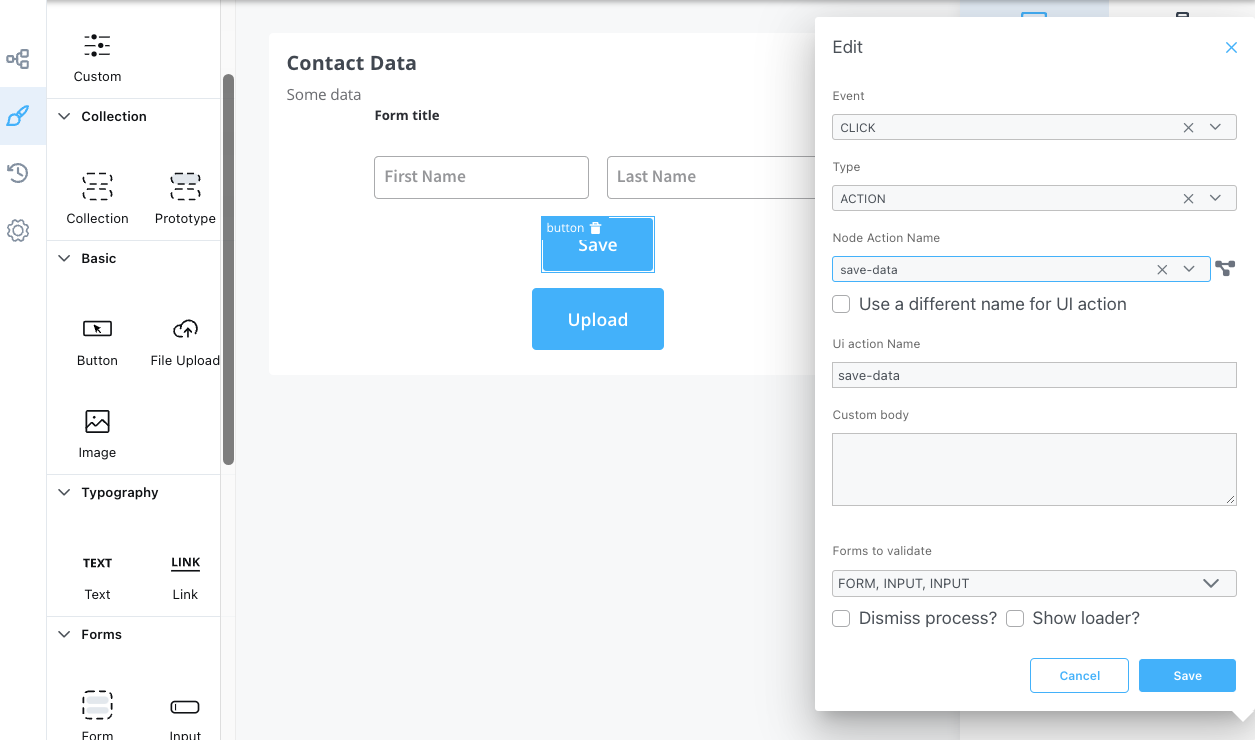 Custom
Collection
Collection Prototype
Basic
Button File Upload
Image
Typography
TEXT LINK
Text Link
Forms
Form Input
Contact Data
Some data
Form title
First Name Last Name
button
Save
Upload
Edit
Event
CLICK
Type
ACTION
Node Action Name
save-data
Use a different name for UI action
Ui action Name
save-data
Custom body
Forms to validate
FORM, INPUT, INPUT
Dismiss process? Show loader?
Cancel Save